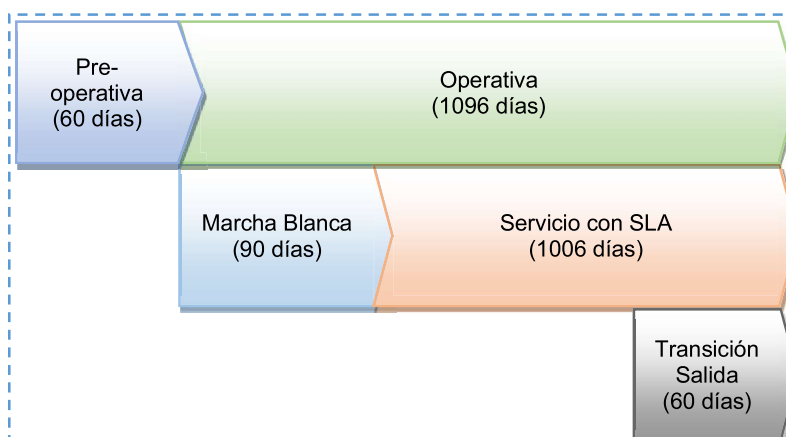 Pre-
operativa
(60 días)
Operativa
(1096 días)
Marcha Blanca
(90 días)
Servicio con SLA
(1006 días)
Transición
Salida
(60 días)